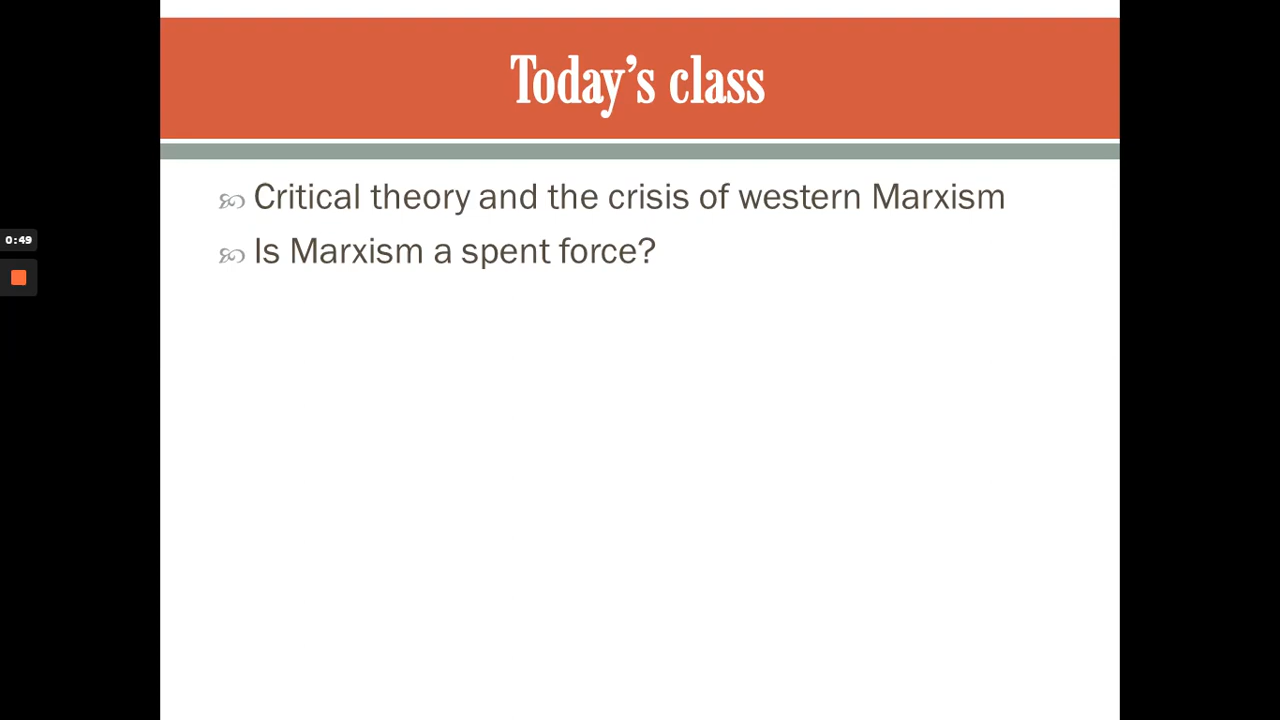 Today’s class
Critical theory and the crisis of western Marxism
Is Marxism a spent force?
0:49